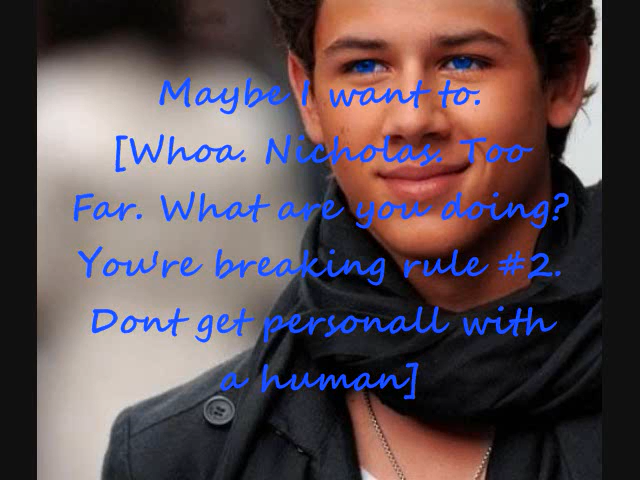 Maybe I want to.
[Whoa. Nicholas. Too
Far. What are you doing?
You're breaking rule #2.
Dont get personall with
a human]